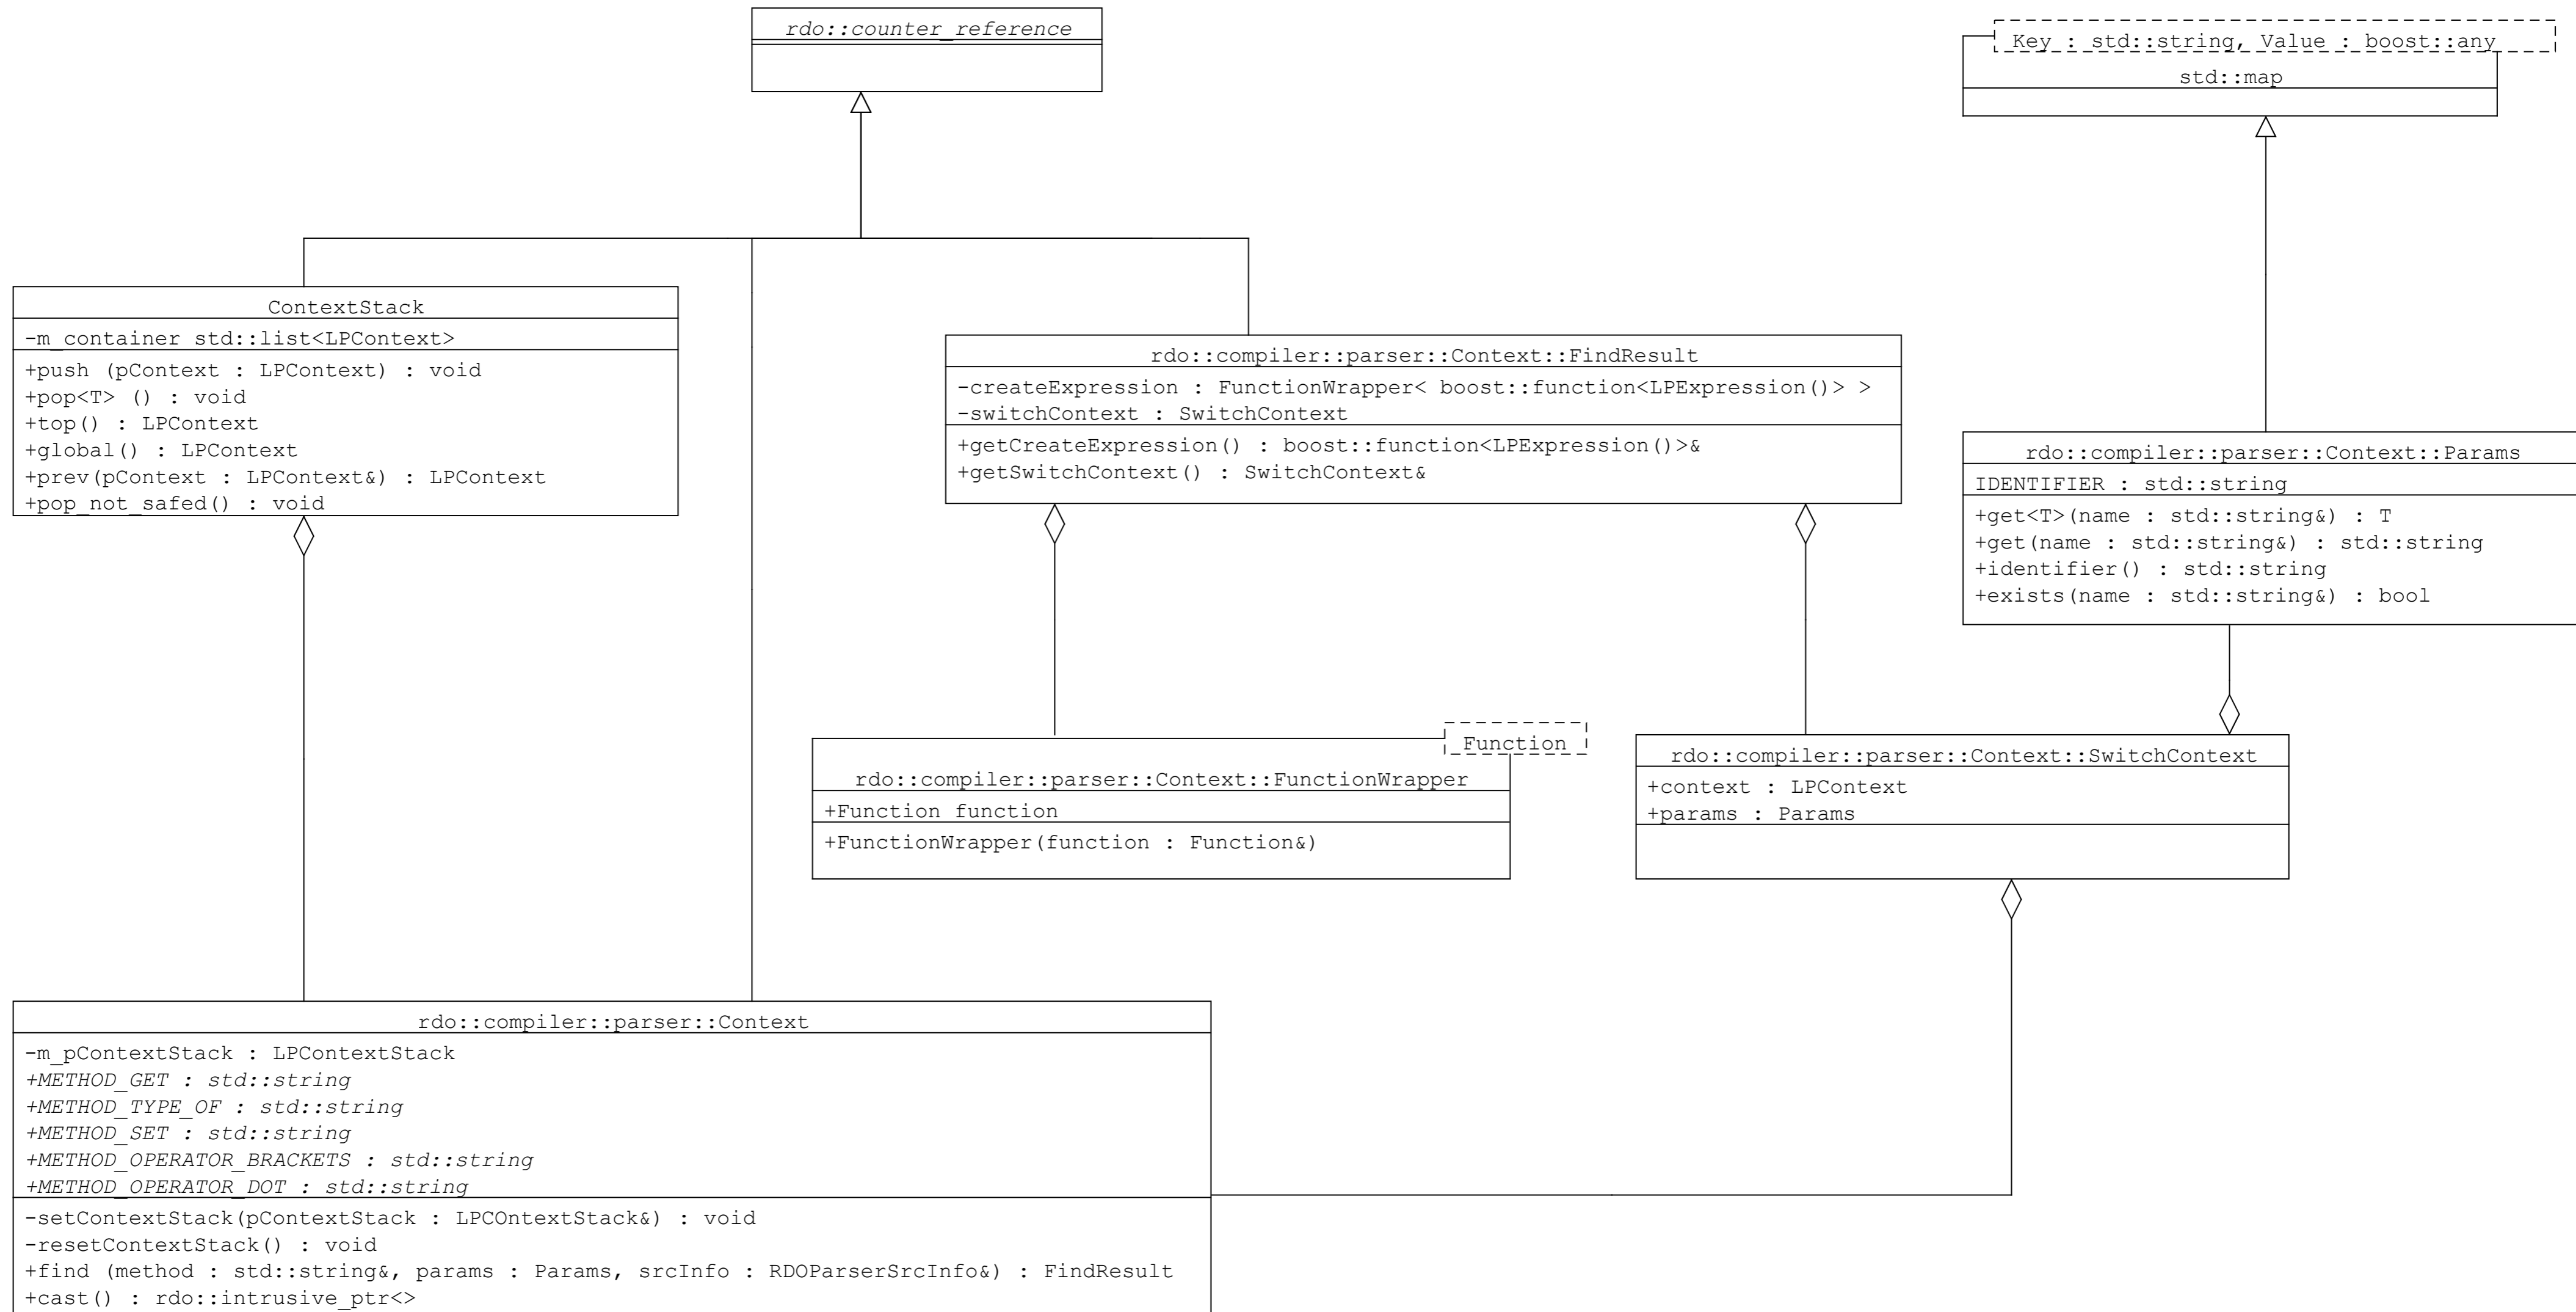 rdo::counter_reference
Key : std::string, Value : boost::any
std::map
ContextStack
-m_container std::list<LPContext>
+push (pContext : LPContext) : void
+pop<T> () : void
+top() : LPContext
+global() : LPContext
+prev(pContext : LPContext&) : LPContext
+pop_not_safed() : void
rdo::compiler::parser::Context::FindResult
-createExpression : FunctionWrapper< boost::function<LPExpression()> >
-switchContext : SwitchContext
+getCreateExpression() : boost::function<LPExpression()>&
+getSwitchContext() : SwitchContext&
rdo::compiler::parser::Context::Params
IDENTIFIER : std::string
+get<T>(name : std::string&) : T
+get(name : std::string&) : std::string
+identifier() : std::string
+exists(name : std::string&) : bool
Function
rdo::compiler::parser::Context::FunctionWrapper
+Function function
+FunctionWrapper(function : Function&)
rdo::compiler::parser::Context::SwitchContext
+context : LPContext
+params : Params
rdo::compiler::parser::Context
-m_pContextStack : LPContextStack
+METHOD_GET : std::string
+METHOD_TYPE_OF : std::string
+METHOD_SET : std::string
+METHOD_OPERATOR_BRACKETS : std::string
+METHOD_OPERATOR_DOT : std::string
-setContextStack(pContextStack : LPCOntextStack&) : void
-resetContextStack() : void
+find (method : std::string&, params : Params, srcInfo : RDOParserSrcInfo&) : FindResult
+cast() : rdo::intrusive_ptr<>